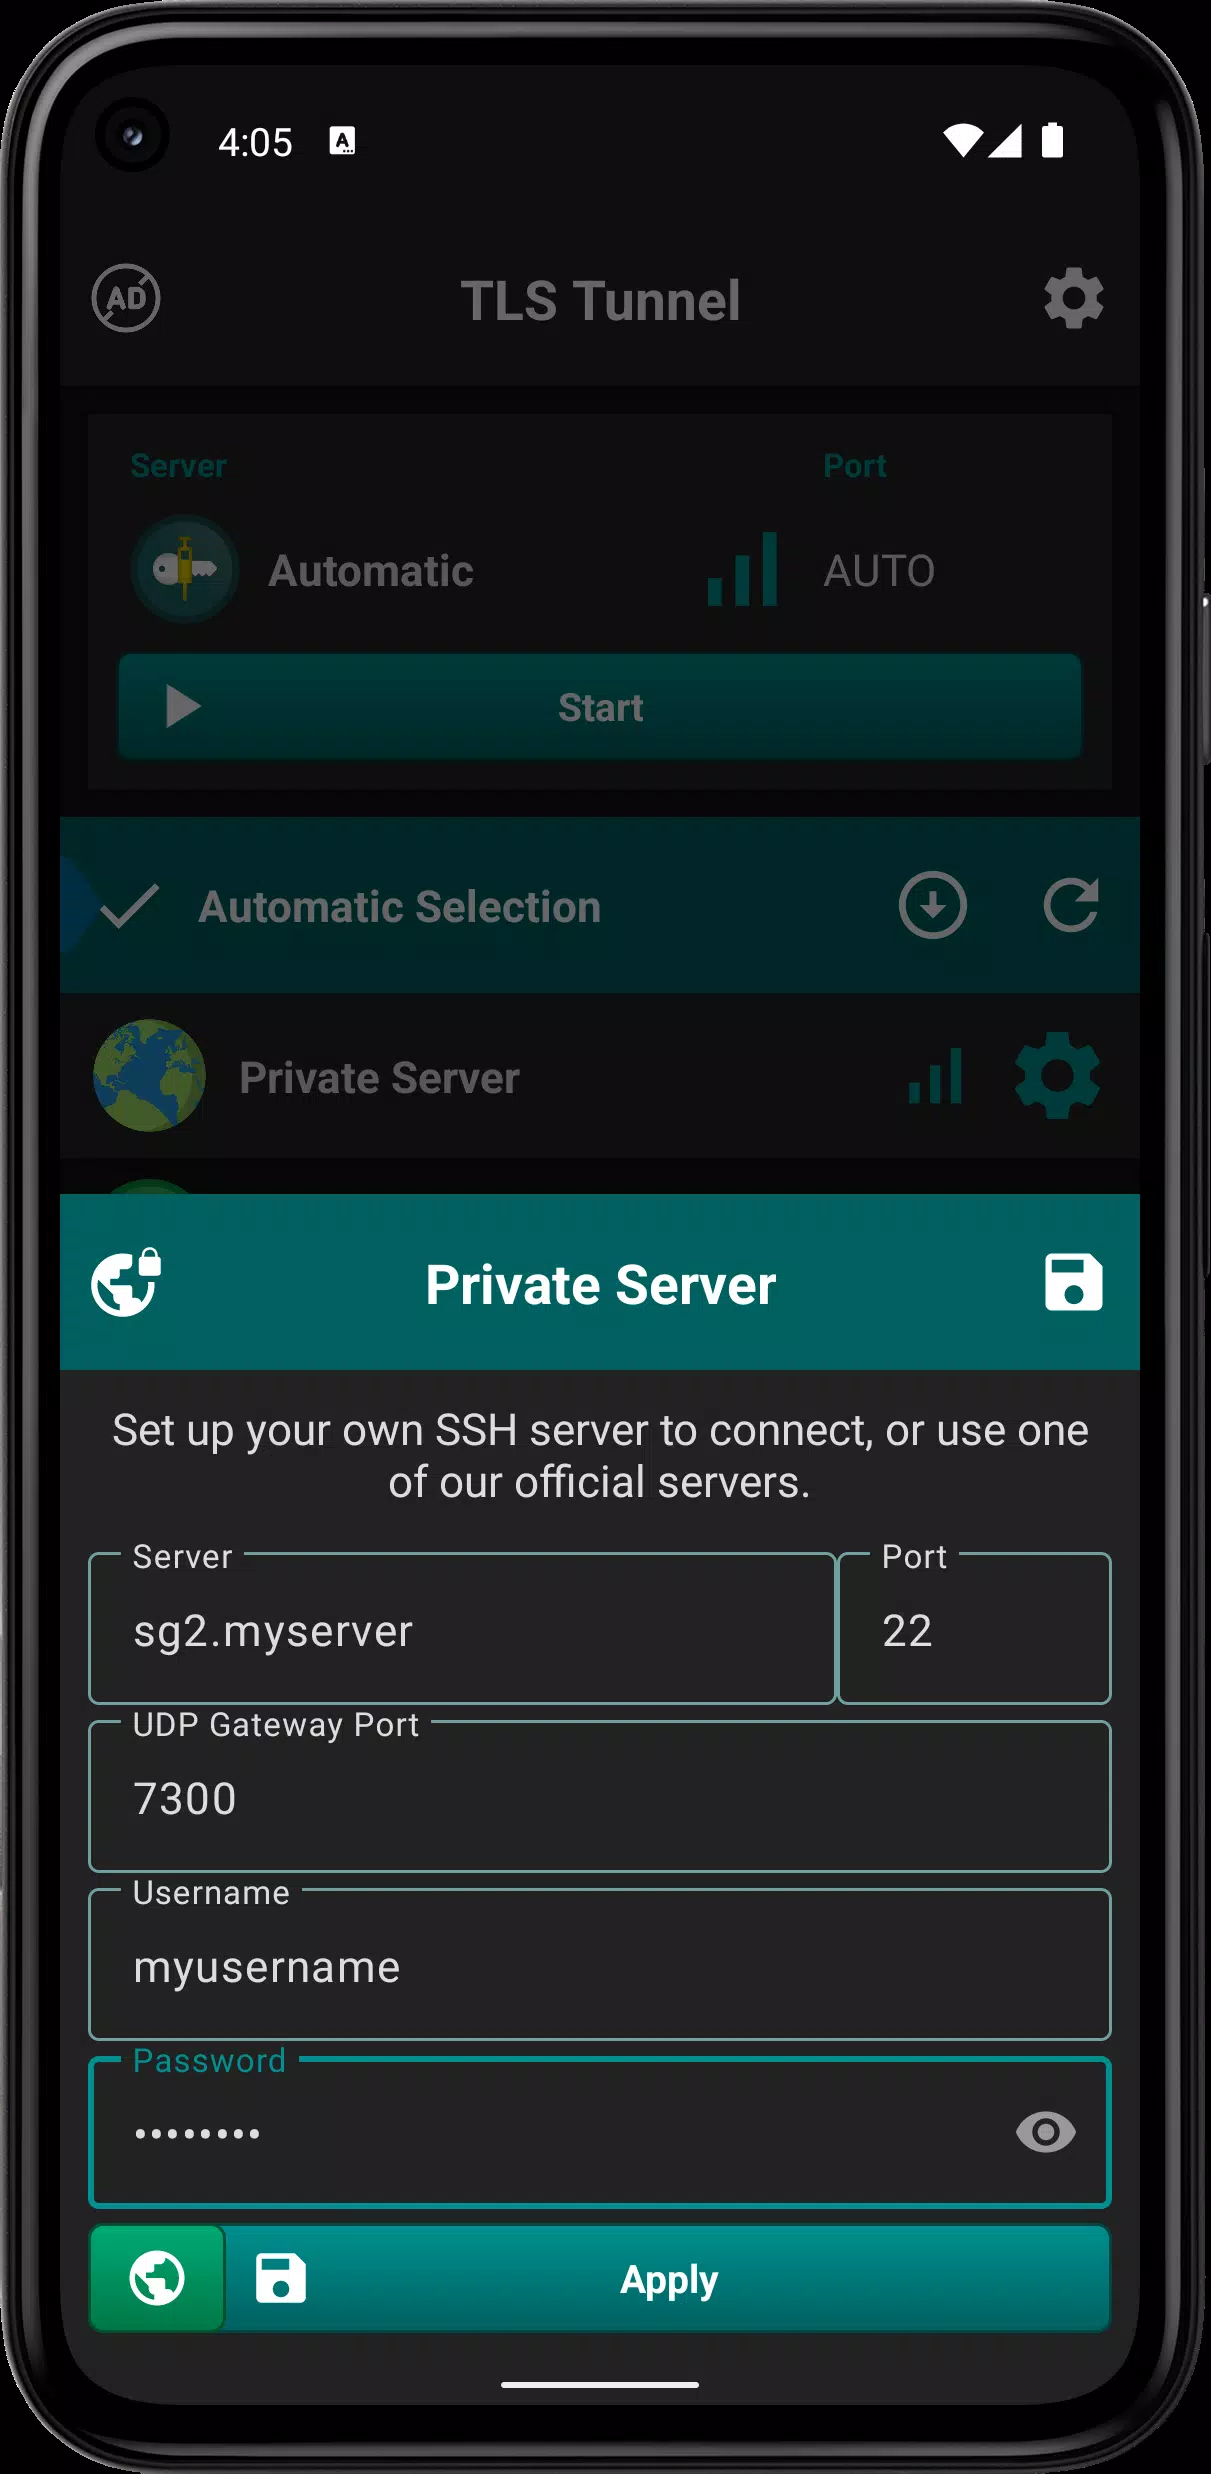 4:05
A
AD
TLS Tunnel
Server
Port
Automatic
AUTO
Start
Automatic Selection
Private Server
Private Server
Set up your own SSH server to connect, or use one
of our official servers.
Server
Port
sg2.myserver
22
UDP Gateway Port
7300
Username
myusername
Password
••••••••
Apply